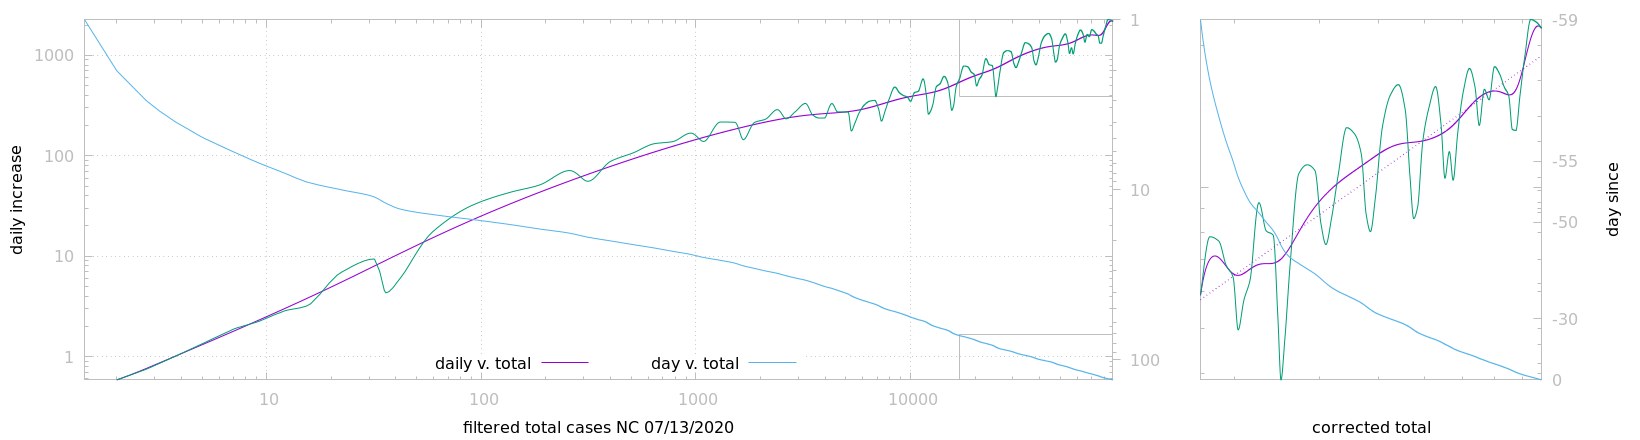 daily increase
1000
100
10
1
daily v. total
day v. total
10
100
1000
10000
filtered total cases NC 07/13/2020
1
10
100
-59
-55
-50
-30
0
day since
corrected total